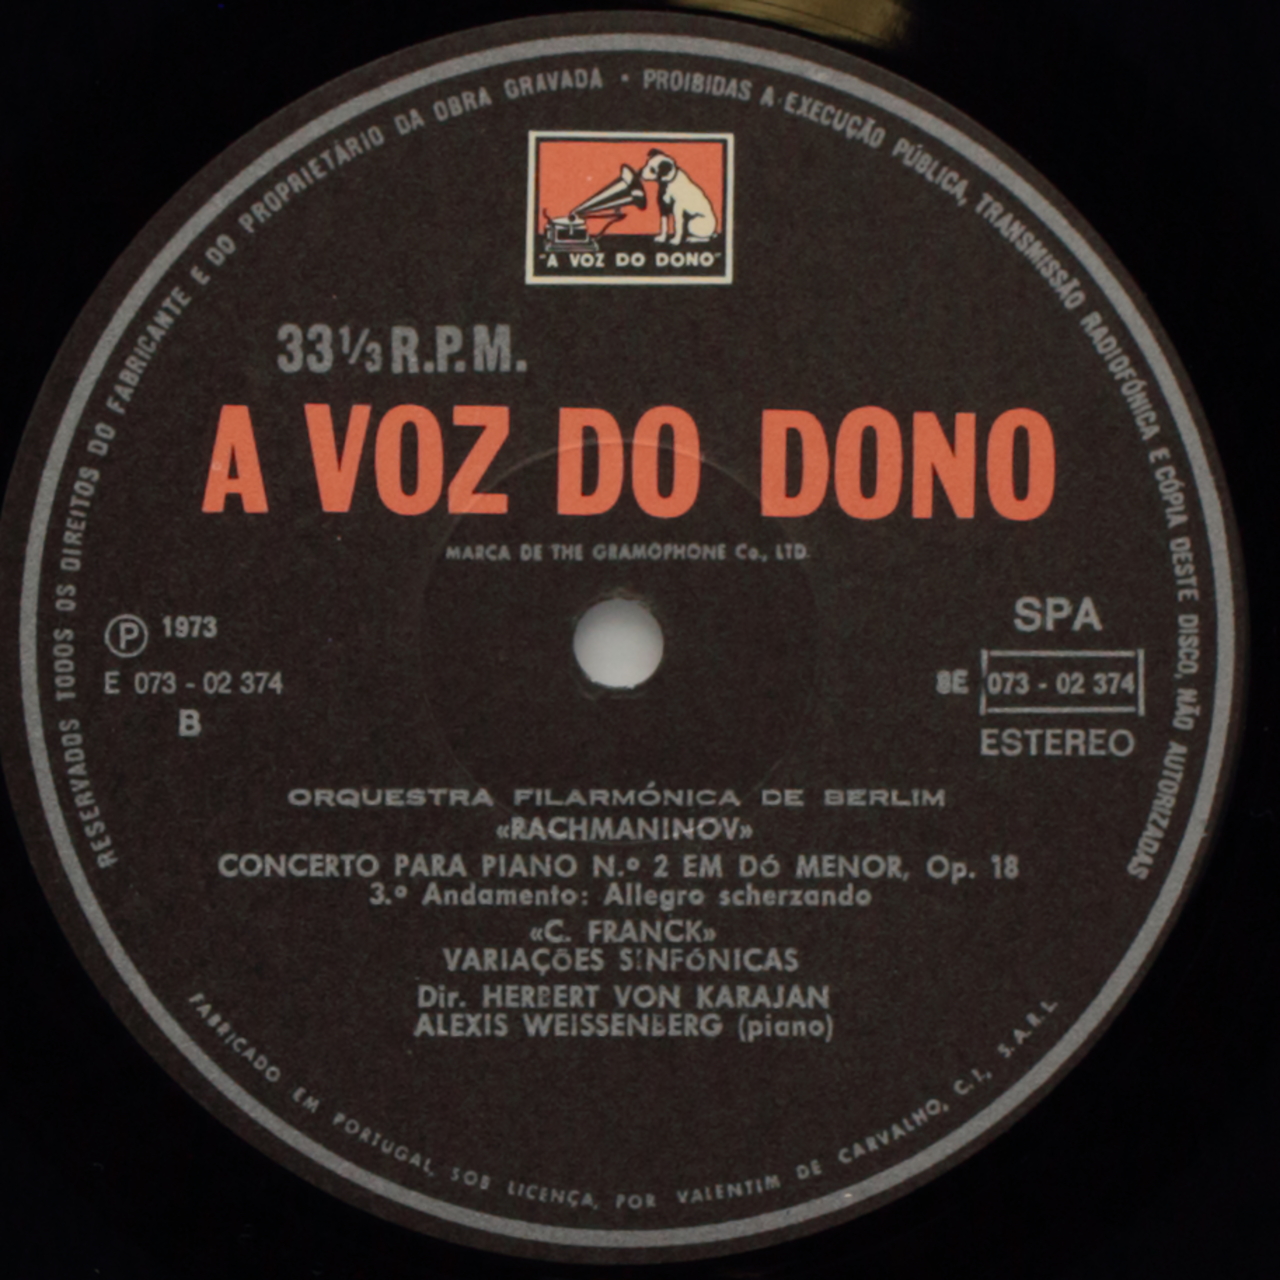 RESERVADOS TODOS OS DIREITOS DO FABRICANTE E DO PROPRIETÁRIO DA OBRA GRAVADA • PROIBIDAS A EXECUÇÃO PÚBLICA, TRANSMISSÃO RADIOFÓNICA E CÓPIA DESTE DISCO, NÃO AUTORIZADAS
"A VOZ DO DONO"
33 1/3 R.P.M.
A VOZ DO DONO
MARCA DE THE GRAMOPHONE Co., LTD.
Ⓟ 1973
E 073 - 02 374
B
SPA
8E 073 - 02 374
ESTEREO
ORQUESTRA FILARMÓNICA DE BERLIM
«RACHMANINOV»
CONCERTO PARA PIANO N.º 2 EM DÓ MENOR, Op. 18
3.º Andamento: Allegro scherzando
«C. FRANCK»
VARIAÇÕES SINFÓNICAS
Dir. HERBERT VON KARAJAN
ALEXIS WEISSENBERG (piano)
FABRICADO EM PORTUGAL, SOB LICENÇA, POR VALENTIM DE CARVALHO, C. I., S.A.R.L.